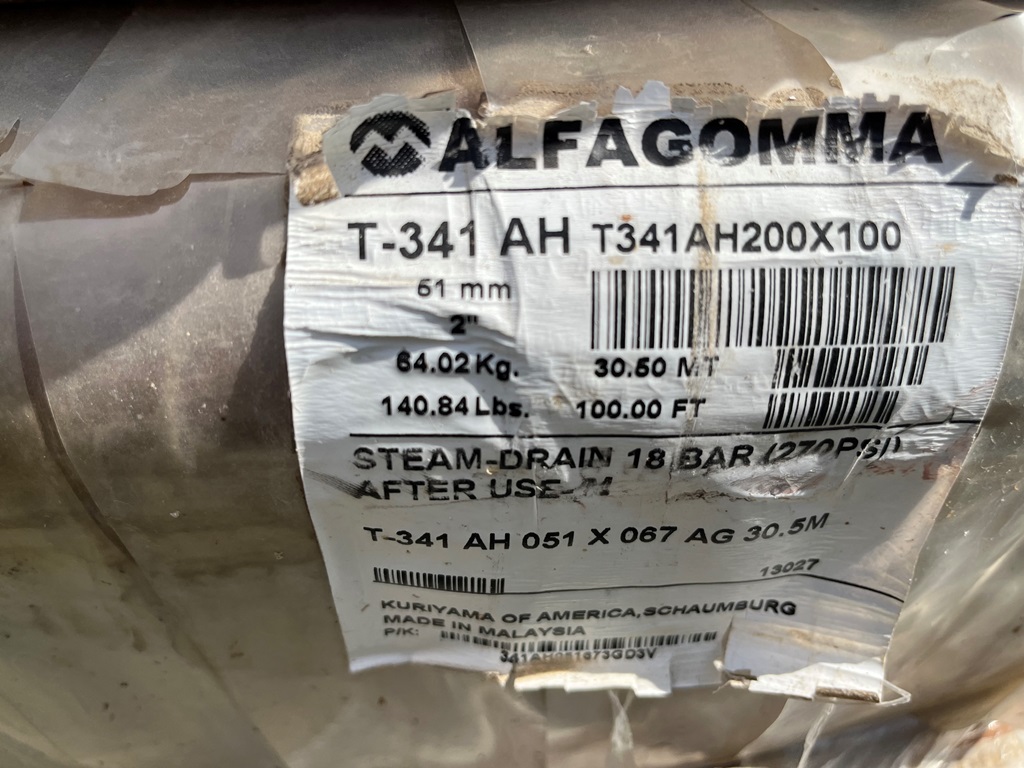 ALFAGOMMA
T-341 AH T341AH200X100
51 mm
2"
64.02 Kg. 30.50 MT
140.84 Lbs. 100.00 FT
STEAM-DRAIN 18 BAR (270PSI)
AFTER USE
T-341 AH 051 X 067 AG 30.5M
13027
KURIYAMA OF AMERICA,SCHAUMBURG
MADE IN MALAYSIA
P/K: